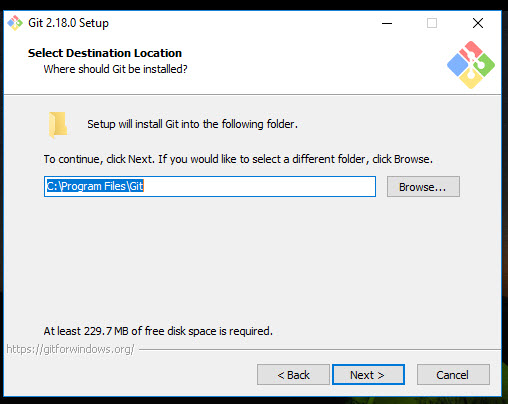 Git 2.18.0 Setup
Select Destination Location
Where should Git be installed?
Setup will install Git into the following folder.
To continue, click Next. If you would like to select a different folder, click Browse.
C:\Program Files\Git
Browse...
At least 229.7 MB of free disk space is required.
https://gitforwindows.org/
< Back
Next >
Cancel